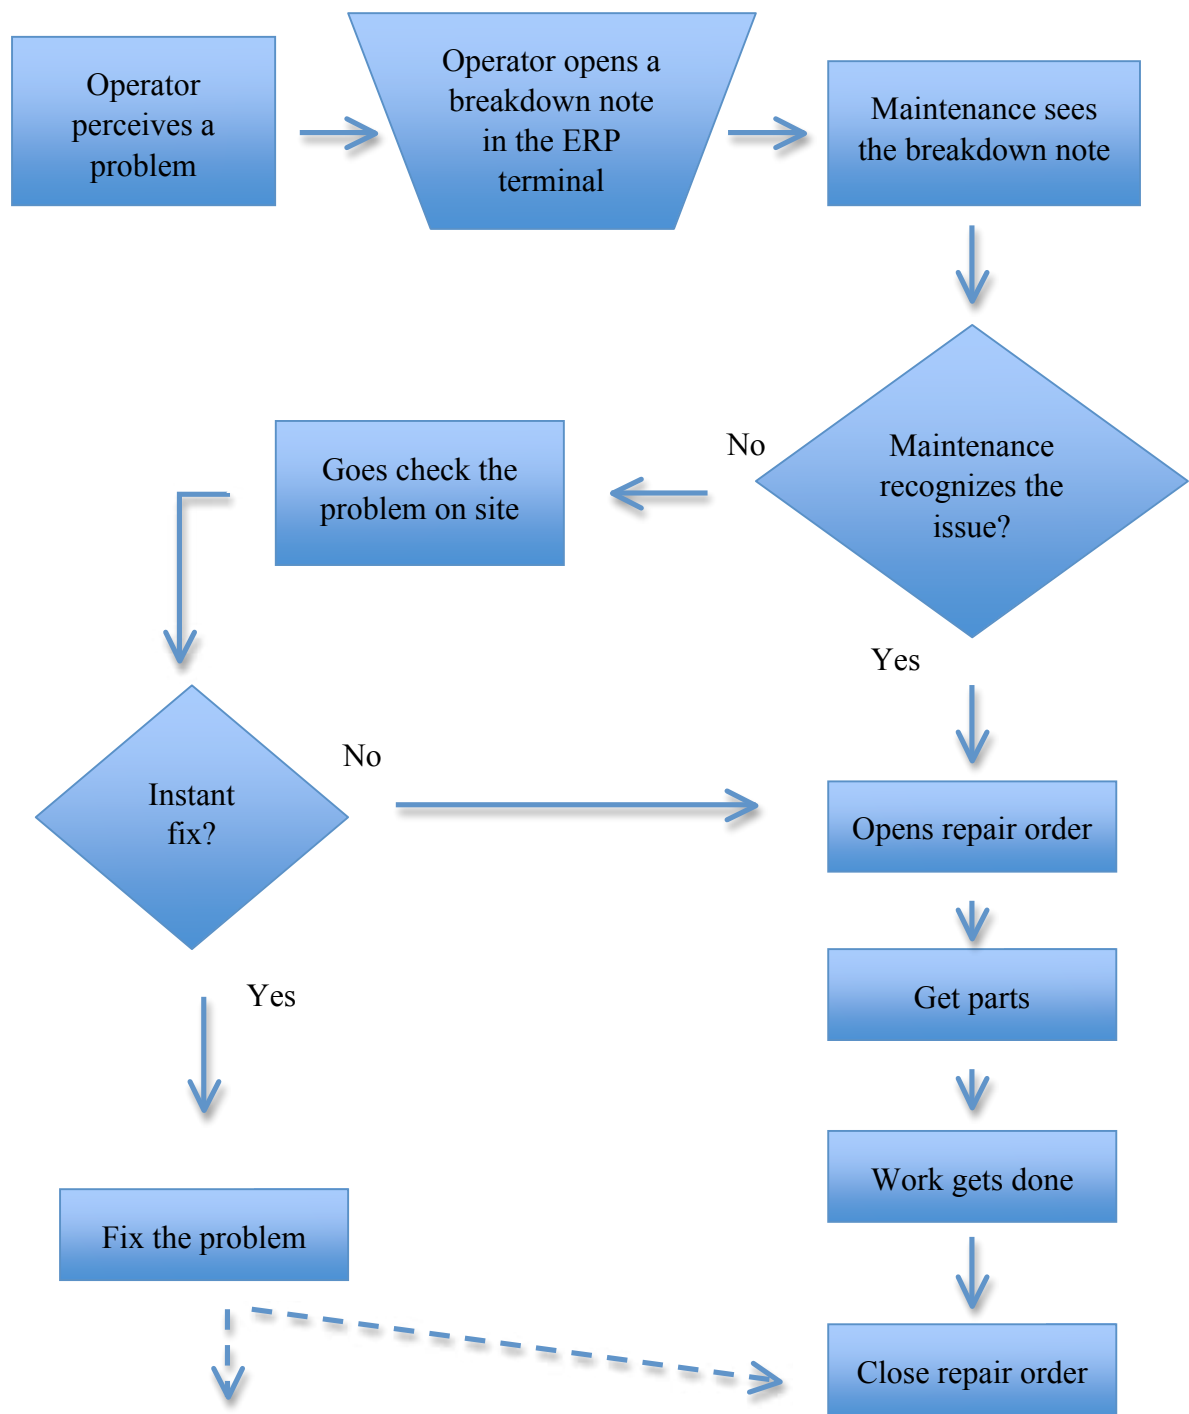 Operator
perceives a
problem
Operator opens a
breakdown note
in the ERP
terminal
Maintenance sees
the breakdown note
Maintenance
recognizes the
issue?
No
Goes check the
problem on site
Yes
Instant
fix?
No
Opens repair order
Get parts
Yes
Work gets done
Fix the problem
Close repair order